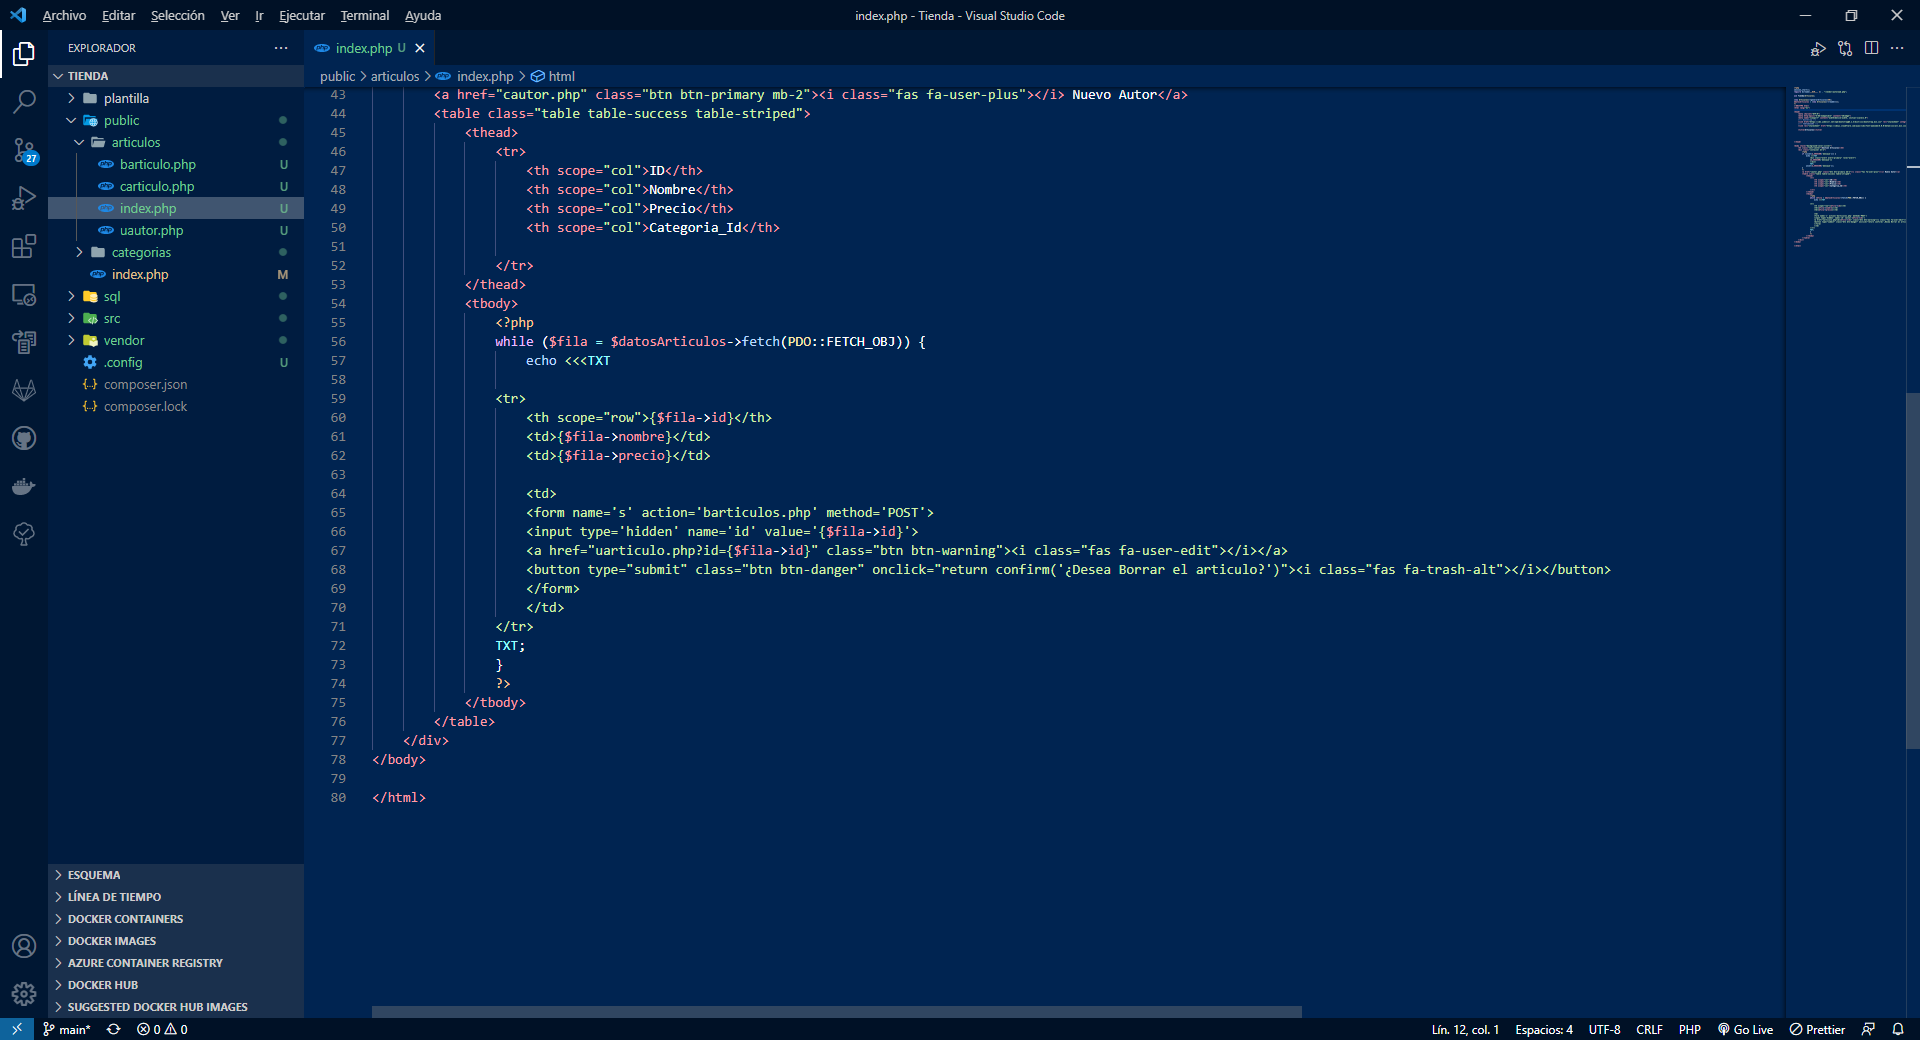 Archivo Editar Selección Ver Ir Ejecutar Terminal Ayuda
index.php - Tienda - Visual Studio Code
EXPLORADOR
TIENDA
plantilla
public
articulos
barticulo.php U
carticulo.php U
index.php U
uautor.php U
categorias
index.php M
sql
src
vendor
.config U
composer.json
composer.lock
27
ESQUEMA
LÍNEA DE TIEMPO
DOCKER CONTAINERS
DOCKER IMAGES
AZURE CONTAINER REGISTRY
DOCKER HUB
SUGGESTED DOCKER HUB IMAGES
index.php U
public > articulos > index.php > html
43 <a href="cautor.php" class="btn btn-primary mb-2"><i class="fas fa-user-plus"></i> Nuevo Autor</a>
44 <table class="table table-success table-striped">
45 <thead>
46 <tr>
47 <th scope="col">ID</th>
48 <th scope="col">Nombre</th>
49 <th scope="col">Precio</th>
50 <th scope="col">Categoria_Id</th>
51
52 </tr>
53 </thead>
54 <tbody>
55 <?php
56 while ($fila = $datosArticulos->fetch(PDO::FETCH_OBJ)) {
57 echo <<<TXT
58
59 <tr>
60 <th scope="row">{$fila->id}</th>
61 <td>{$fila->nombre}</td>
62 <td>{$fila->precio}</td>
63
64 <td>
65 <form name='s' action='barticulos.php' method='POST'>
66 <input type='hidden' name='id' value='{$fila->id}'>
67 <a href="uarticulo.php?id={$fila->id}" class="btn btn-warning"><i class="fas fa-user-edit"></i></a>
68 <button type="submit" class="btn btn-danger" onclick="return confirm('¿Desea Borrar el articulo?')"><i class="fas fa-trash-alt"></i></button>
69 </form>
70 </td>
71 </tr>
72 TXT;
73 }
74 ?>
75 </tbody>
76 </table>
77 </div>
78 </body>
79
80 </html>
main* 0 0
Lín. 12, col. 1 Espacios: 4 UTF-8 CRLF PHP Go Live Prettier